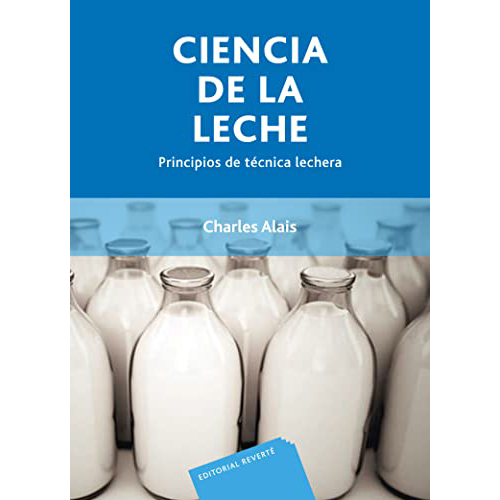 CIENCIA
DE LA
LECHE
Principios de técnica lechera
Charles Alais
EDITORIAL REVERTÉ